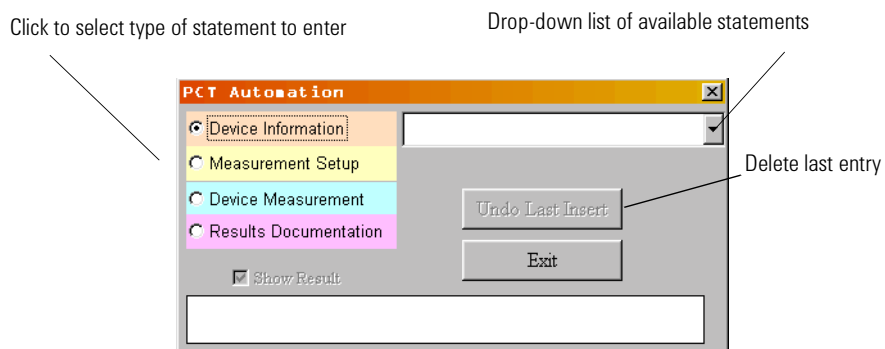 Click to select type of statement to enter
Drop-down list of available statements
PCT Automation
Device Information
Measurement Setup
Delete last entry
Device Measurement
Undo Last Insert
Results Documentation
Exit
Show Result